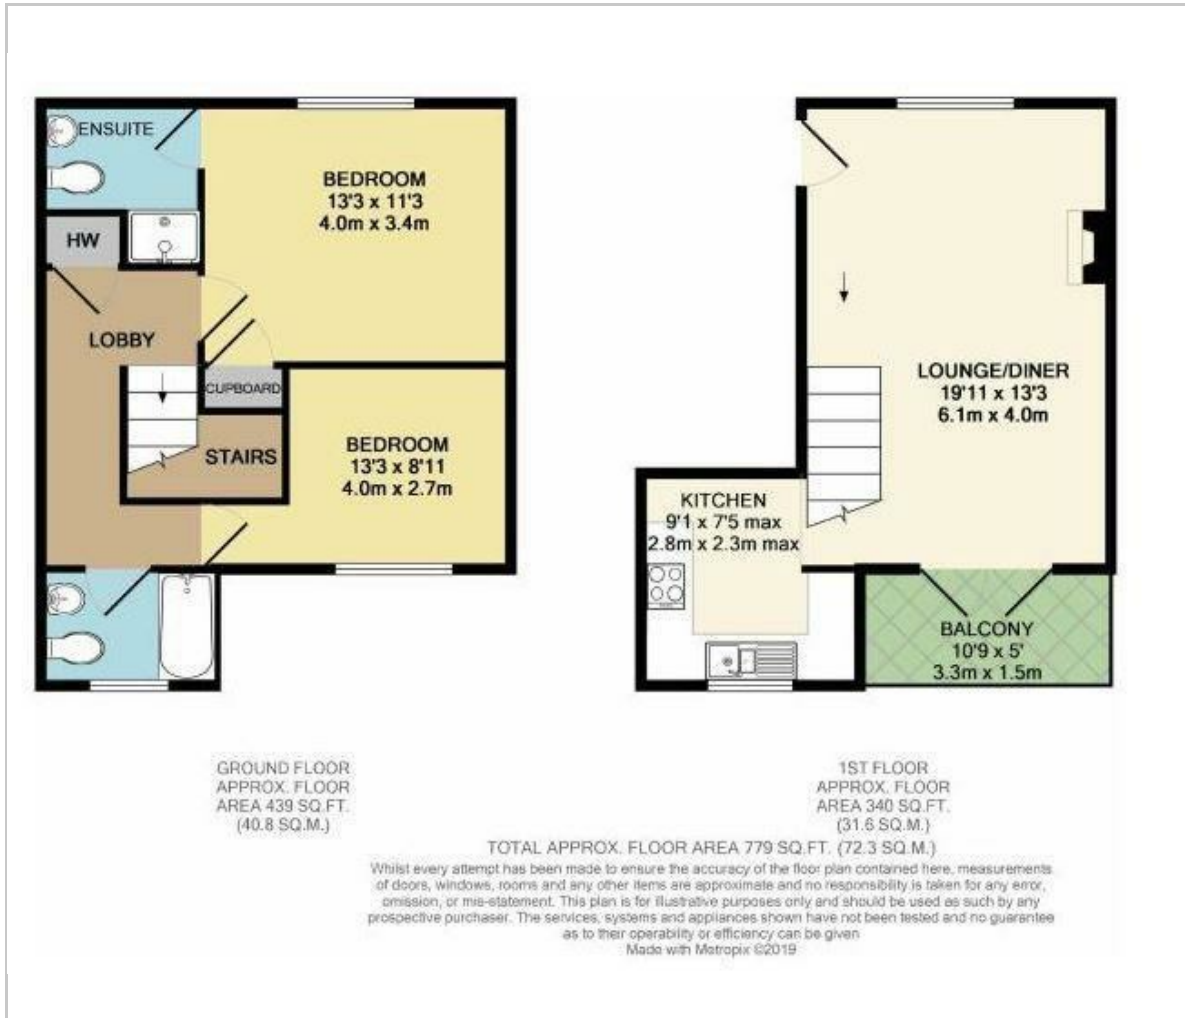 ENSUITE
BEDROOM
13'3 x 11'3
4.0m x 3.4m
HW
LOBBY
CUPBOARD
STAIRS
BEDROOM
13'3 x 8'11
4.0m x 2.7m
GROUND FLOOR
APPROX. FLOOR
AREA 439 SQ.FT.
(40.8 SQ.M.)
LOUNGE/DINER
19'11 x 13'3
6.1m x 4.0m
KITCHEN
9'1 x 7'5 max
2.8m x 2.3m max
BALCONY
10'9 x 5'
3.3m x 1.5m
1ST FLOOR
APPROX. FLOOR
AREA 340 SQ.FT.
(31.6 SQ.M.)
TOTAL APPROX. FLOOR AREA 779 SQ.FT. (72.3 SQ.M.)
Whilst every attempt has been made to ensure the accuracy of the floor plan contained here, measurements
of doors, windows, rooms and any other items are approximate and no responsibility is taken for any error,
omission, or mis-statement. This plan is for illustrative purposes only and should be used as such by any
prospective purchaser. The services, systems and appliances shown have not been tested and no guarantee
as to their operability or efficiency can be given
Made with Metropix ©2019